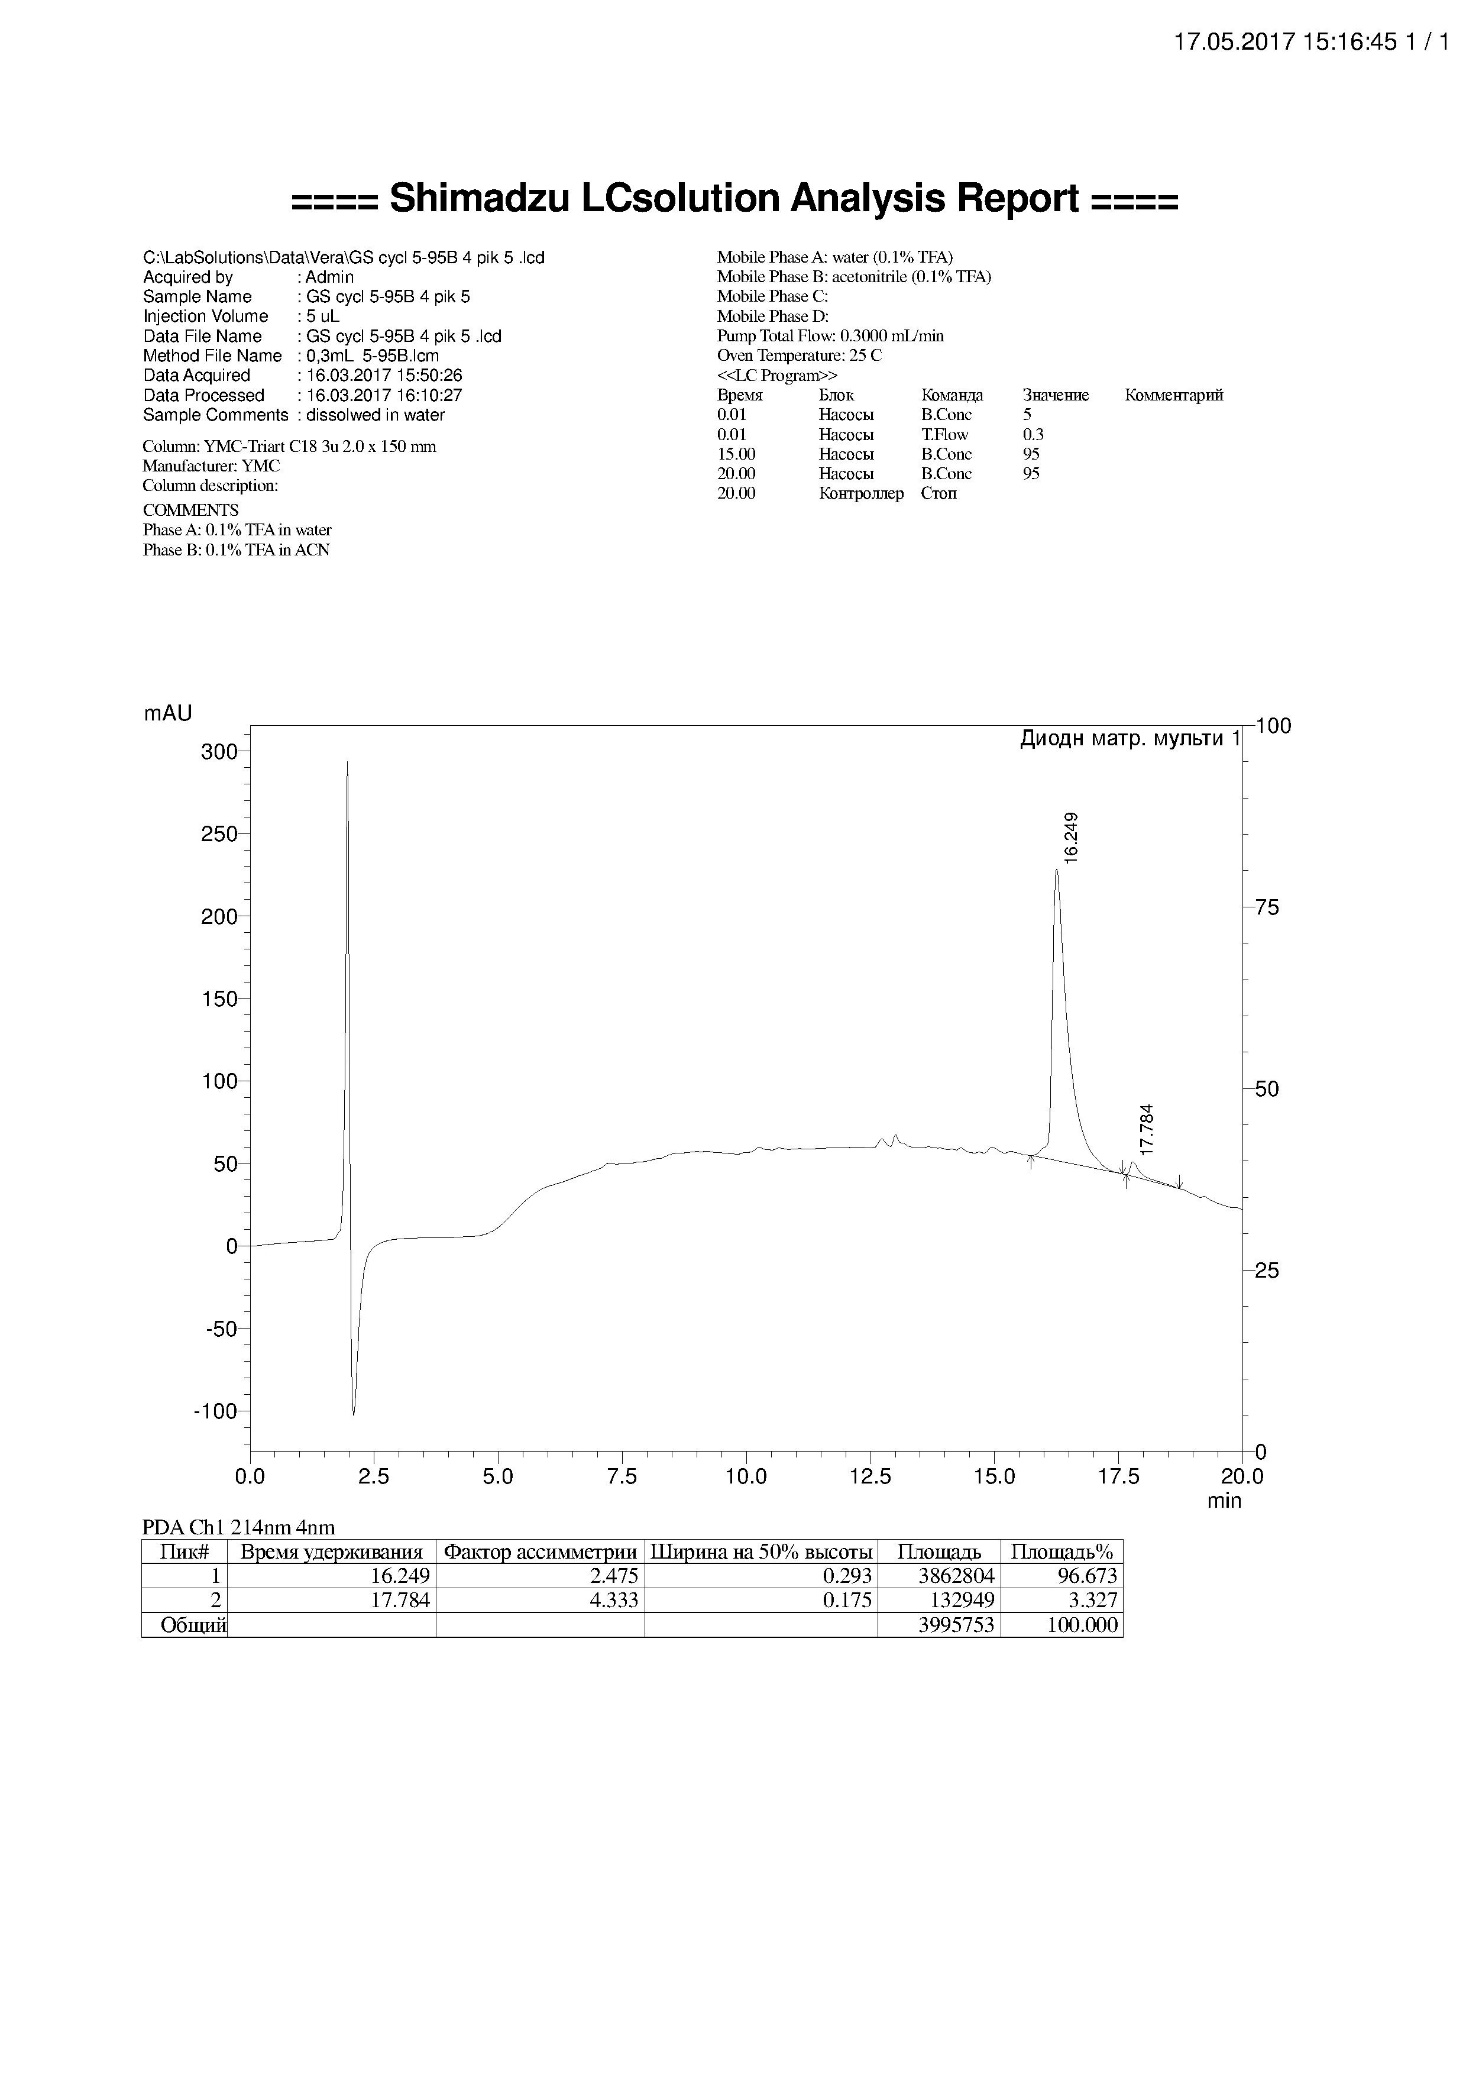 17.05.2017 15:16:45 1 / 1
==== Shimadzu LCsolution Analysis Report ====
C:\LabSolutions\Data\Vera\GS cycl 5-95B 4 pik 5 .lcd
Acquired by : Admin
Sample Name : GS cycl 5-95B 4 pik 5
Injection Volume : 5 uL
Data File Name : GS cycl 5-95B 4 pik 5 .lcd
Method File Name : 0,3mL 5-95B.lcm
Data Acquired : 16.03.2017 15:50:26
Data Processed : 16.03.2017 16:10:27
Sample Comments : dissolwed in water
Column: YMC-Triart C18 3u 2.0 x 150 mm
Manufacturer: YMC
Column description:
COMMENTS
Phase A: 0.1% TFA in water
Phase B: 0.1% TFA in ACN
Mobile Phase A: water (0.1% TFA)
Mobile Phase B: acetonitrile (0.1% TFA)
Mobile Phase C:
Mobile Phase D:
Pump Total Flow: 0.3000 mL/min
Oven Temperature: 25 C
<<LC Program>>
Время Блок Команда Значение Комментарий
0.01 Насосы B.Conc 5
0.01 Насосы T.Flow 0.3
15.00 Насосы B.Conc 95
20.00 Насосы B.Conc 95
20.00 Контроллер Стоп
mAU
Диодн матр. мульти 1
300
250
200
150
100
50
0
-50
-100
100
75
50
25
0
16.249
17.784
0.0 2.5 5.0 7.5 10.0 12.5 15.0 17.5 20.0
min
PDA Ch1 214nm 4nm
Пик# Время удерживания Фактор ассимметрии Ширина на 50% высоты Площадь Площадь%
1 16.249 2.475 0.293 3862804 96.673
2 17.784 4.333 0.175 132949 3.327
Общий 3995753 100.000